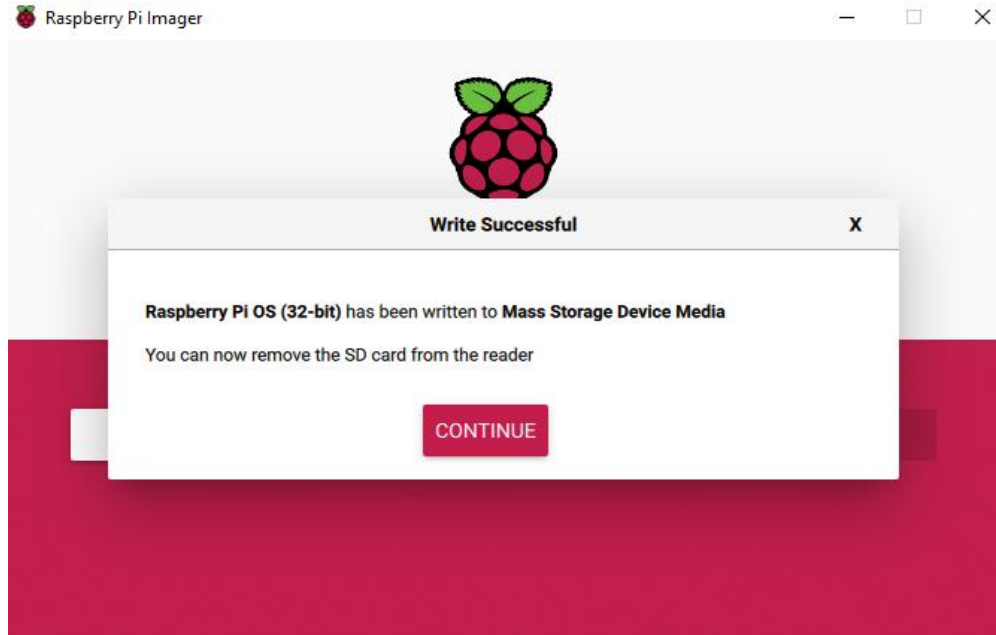 Raspberry Pi Imager
Write Successful X
Raspberry Pi OS (32-bit) has been written to Mass Storage Device Media
You can now remove the SD card from the reader
CONTINUE